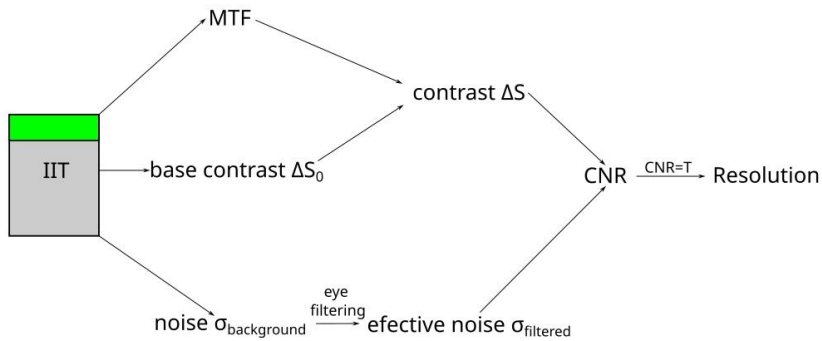 MTF
contrast ΔS
IIT
base contrast ΔS₀
CNR
CNR=T
Resolution
eye
filtering
noise σbackground
efective noise σfiltered